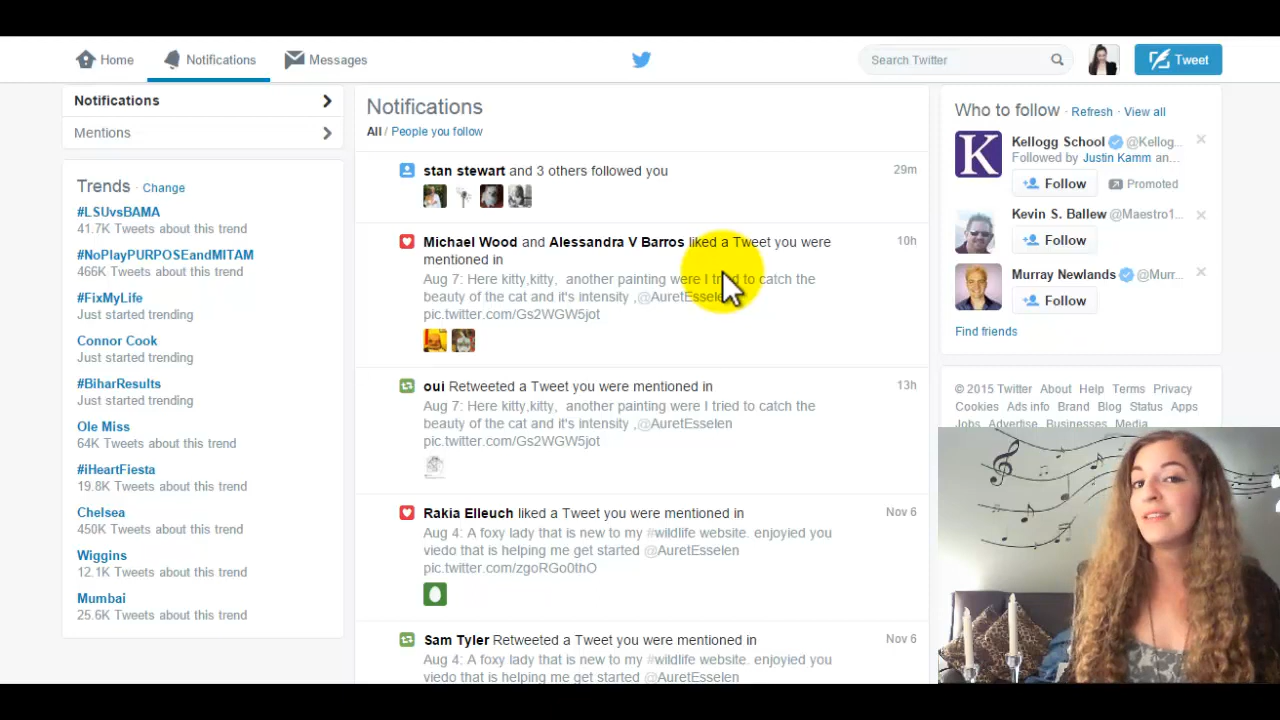 Home
Notifications
Messages
Search Twitter
Tweet
Notifications
Mentions
Trends · Change
#LSUvsBAMA
41.7K Tweets about this trend
#NoPlayPURPOSEandMITAM
466K Tweets about this trend
#FixMyLife
Just started trending
Connor Cook
Just started trending
#BiharResults
Just started trending
Ole Miss
64K Tweets about this trend
#iHeartFiesta
19.8K Tweets about this trend
Chelsea
450K Tweets about this trend
Wiggins
12.1K Tweets about this trend
Mumbai
25.6K Tweets about this trend
Notifications
All / People you follow
stan stewart and 3 others followed you
29m
Michael Wood and Alessandra V Barros liked a Tweet you were
mentioned in
10h
Aug 7: Here kitty,kitty, another painting were I tried to catch the
beauty of the cat and it's intensity ,@AuretEsselen
pic.twitter.com/Gs2WGW5jot
oui Retweeted a Tweet you were mentioned in
13h
Aug 7: Here kitty,kitty, another painting were I tried to catch the
beauty of the cat and it's intensity ,@AuretEsselen
pic.twitter.com/Gs2WGW5jot
Rakia Elleuch liked a Tweet you were mentioned in
Nov 6
Aug 4: A foxy lady that is new to my #wildlife website. enjoyied you
viedo that is helping me get started @AuretEsselen
pic.twitter.com/zgoRGo0thO
Sam Tyler Retweeted a Tweet you were mentioned in
Nov 6
Aug 4: A foxy lady that is new to my #wildlife website. enjoyied you
viedo that is helping me get started @AuretEsselen
Who to follow · Refresh · View all
K
Kellogg School @Kellog...
Followed by Justin Kamm an...
Follow
Promoted
Kevin S. Ballew @Maestro1...
Follow
Murray Newlands @Murr...
Follow
Find friends
© 2015 Twitter About Help Terms Privacy
Cookies Ads info Brand Blog Status Apps
Jobs Advertise Businesses Media